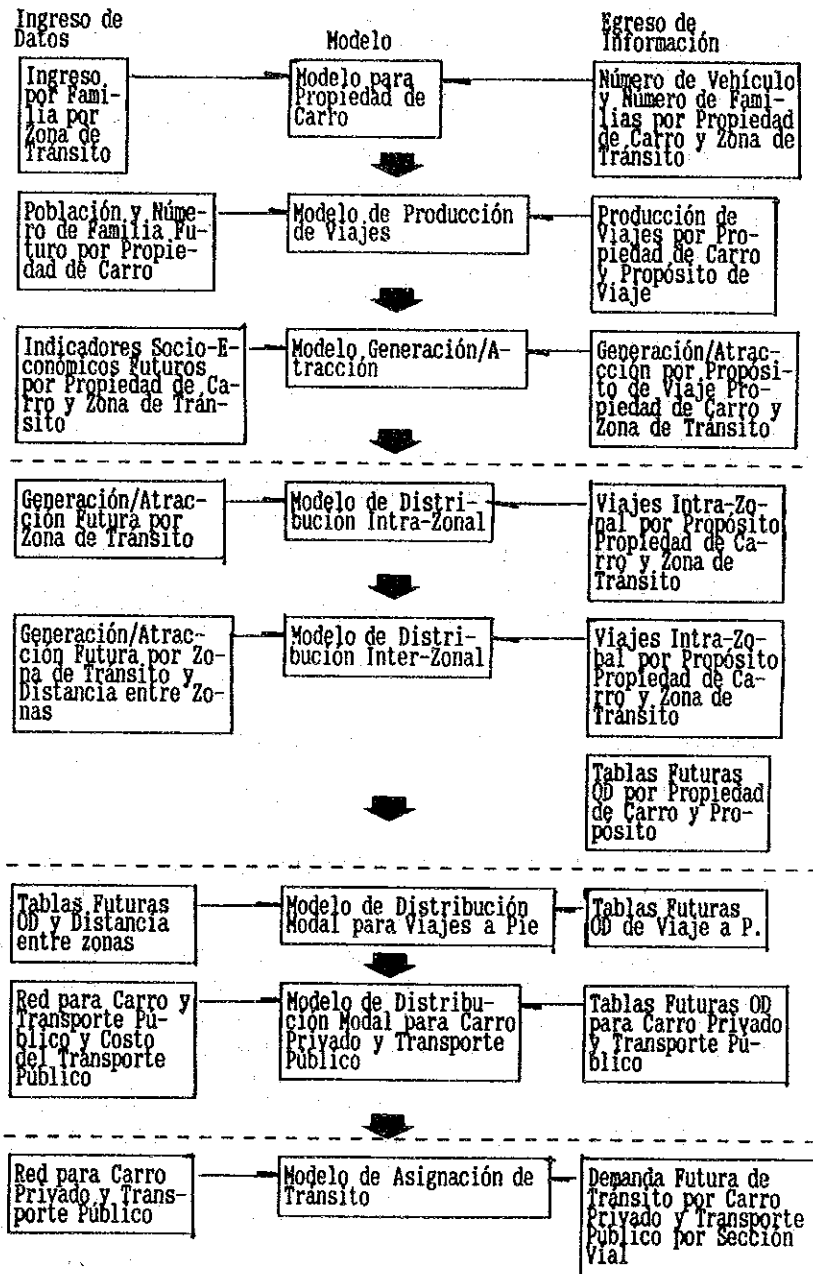 Ingreso de
Datos
Modelo
Egreso de
Información
Ingreso
por Fami-
lia por
Zona de
Tránsito
Modelo para
Propiedad de
Carro
Número de Vehículo
y Número de Fami-
lias por Propiedad
de Carro y Zona de
Tránsito
Población y Núme-
ro de Familia Fu-
turo por Propie-
dad de Carro
Modelo de Producción
de Viajes
Producción de
Viajes por Pro-
piedad de Carro
y Propósito de
Viaje
Indicadores Socio-E-
conómicos Futuros
por Propiedad de Ca-
rro y Zona de Trán-
sito
Modelo Generación/A-
tracción
Generación/Atrac-
cción por Propósi-
to de Viaje Pro-
piedad de Carro y
Zona de Tránsito
Generación/Atrac-
ción Futura por
Zona de Tránsito
Modelo de Distri-
bución Intra-Zonal
Viajes Intra-Zo-
nal por Propósito
Propiedad de Ca-
rro y Zona de
Tránsito
Generación/Atrac-
ción Futura por Zo-
na de Tránsito y
Distancia entre Zo-
nas
Modelo de Distri-
bución Inter-Zonal
Viajes Intra-Zo-
bal por Propósito
Propiedad de Ca-
rro y Zona de
Tránsito
Tablas Futuras
OD por Propiedad
de Carro y Pro-
pósito
Tablas Futuras
OD y Distancia
entre zonas
Modelo de Distribución
Modal para Viajes a Pie
Tablas Futuras
OD de Viaje a P.
Red para Carro y
Transporte Pú-
blico y Costo
del Transporte
Público
Modelo de Distribu-
ción Modal para Carro
Privado y Transporte
Público
Tablas Futuras OD
para Carro Privado
y Transporte Pú-
blico
Red para Carro
Privado y Trans-
porte Público
Modelo de Asignación de
Tránsito
Demanda Futura de
Tránsito por Carro
Privado y Transporte
Público por Sección
Vial